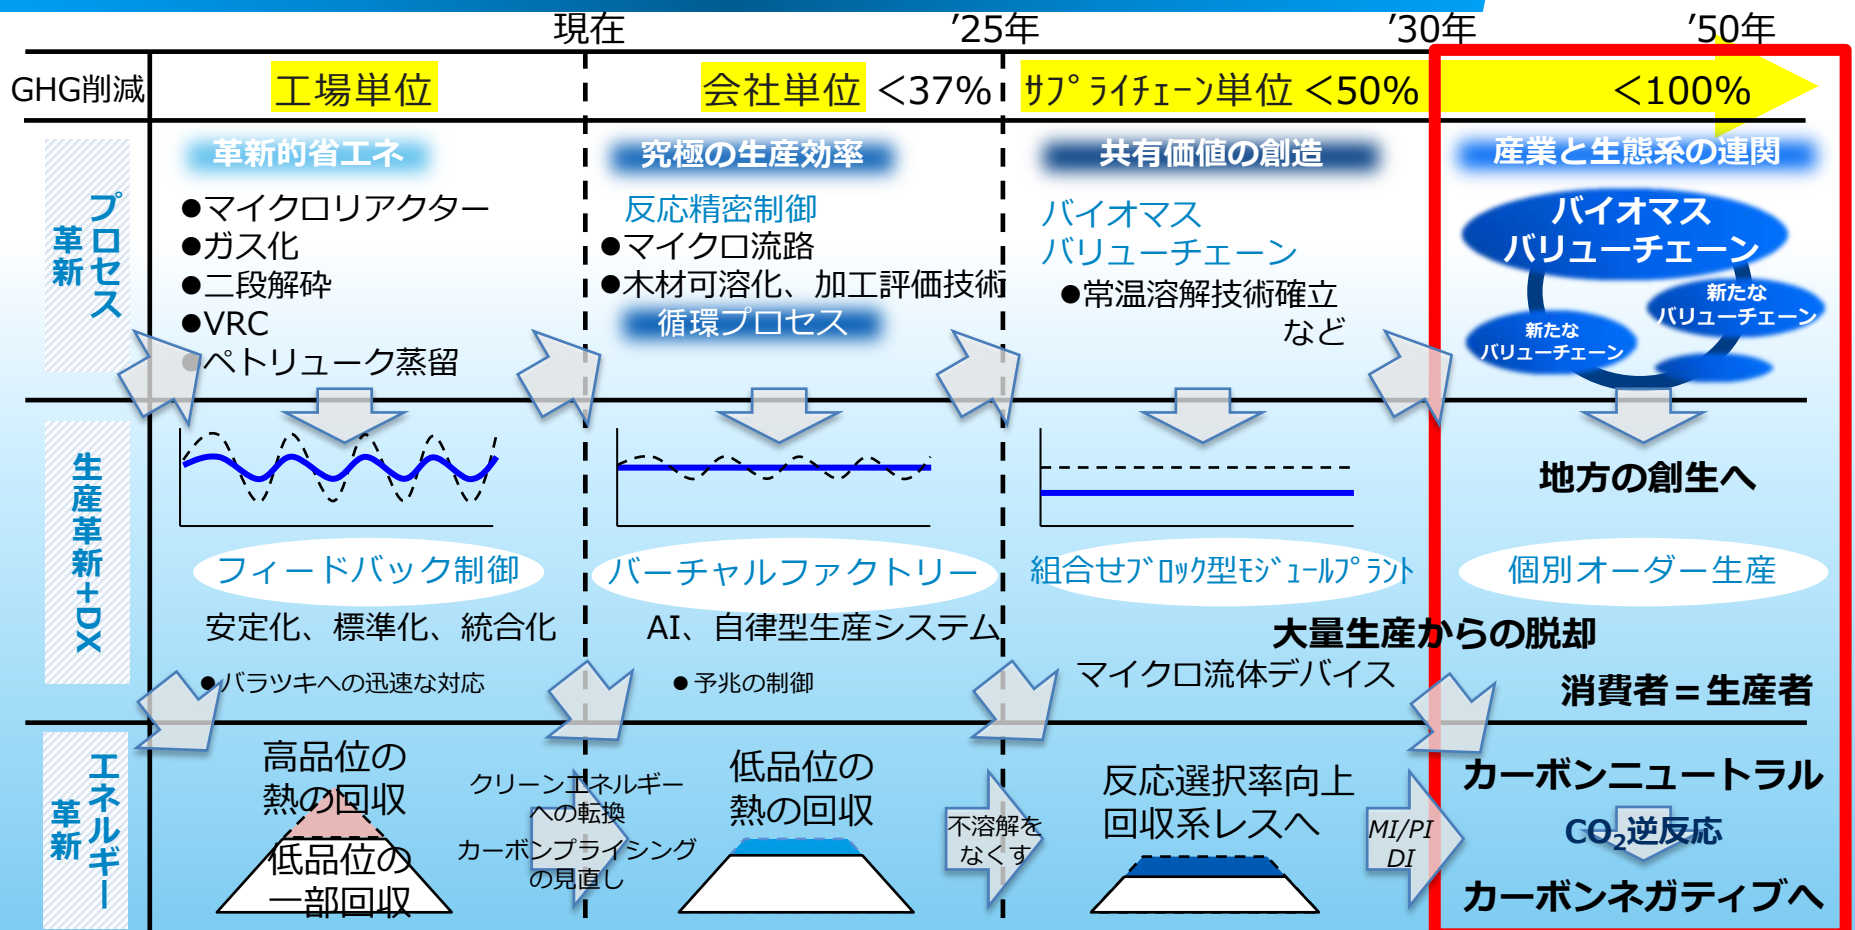 現在
’25年
’30年
’50年
GHG削減
工場単位
会社単位 <37%
ｻﾌﾟﾗｲﾁｪｰﾝ単位 <50%
<100%
プロセス
革新
革新的省エネ
●マイクロリアクター
●ガス化
●二段解砕
●VRC
●ペトリューク蒸留
究極の生産効率
反応精密制御
●マイクロ流路
●木材可溶化、加工評価技術
循環プロセス
共有価値の創造
バイオマス
バリューチェーン
●常温溶解技術確立
など
産業と生態系の連関
バイオマス
バリューチェーン
新たな
バリューチェーン
新たな
バリューチェーン
生産革新+DX
フィードバック制御
安定化、標準化、統合化
●バラツキへの迅速な対応
バーチャルファクトリー
AI、自律型生産システム
●予兆の制御
組合せﾌﾞﾛｯｸ型ﾓｼﾞｭｰﾙﾌﾟﾗﾝﾄ
大量生産からの脱却
マイクロ流体デバイス
地方の創生へ
個別オーダー生産
消費者＝生産者
エネルギー
革新
高品位の
熱の回収
低品位の
一部回収
クリーンエネルギー
への転換
カーボンプライシング
の見直し
低品位の
熱の回収
不溶解を
なくす
反応選択率向上
回収系レスへ
MI/PI
DI
カーボンニュートラル
CO2逆反応
カーボンネガティブへ